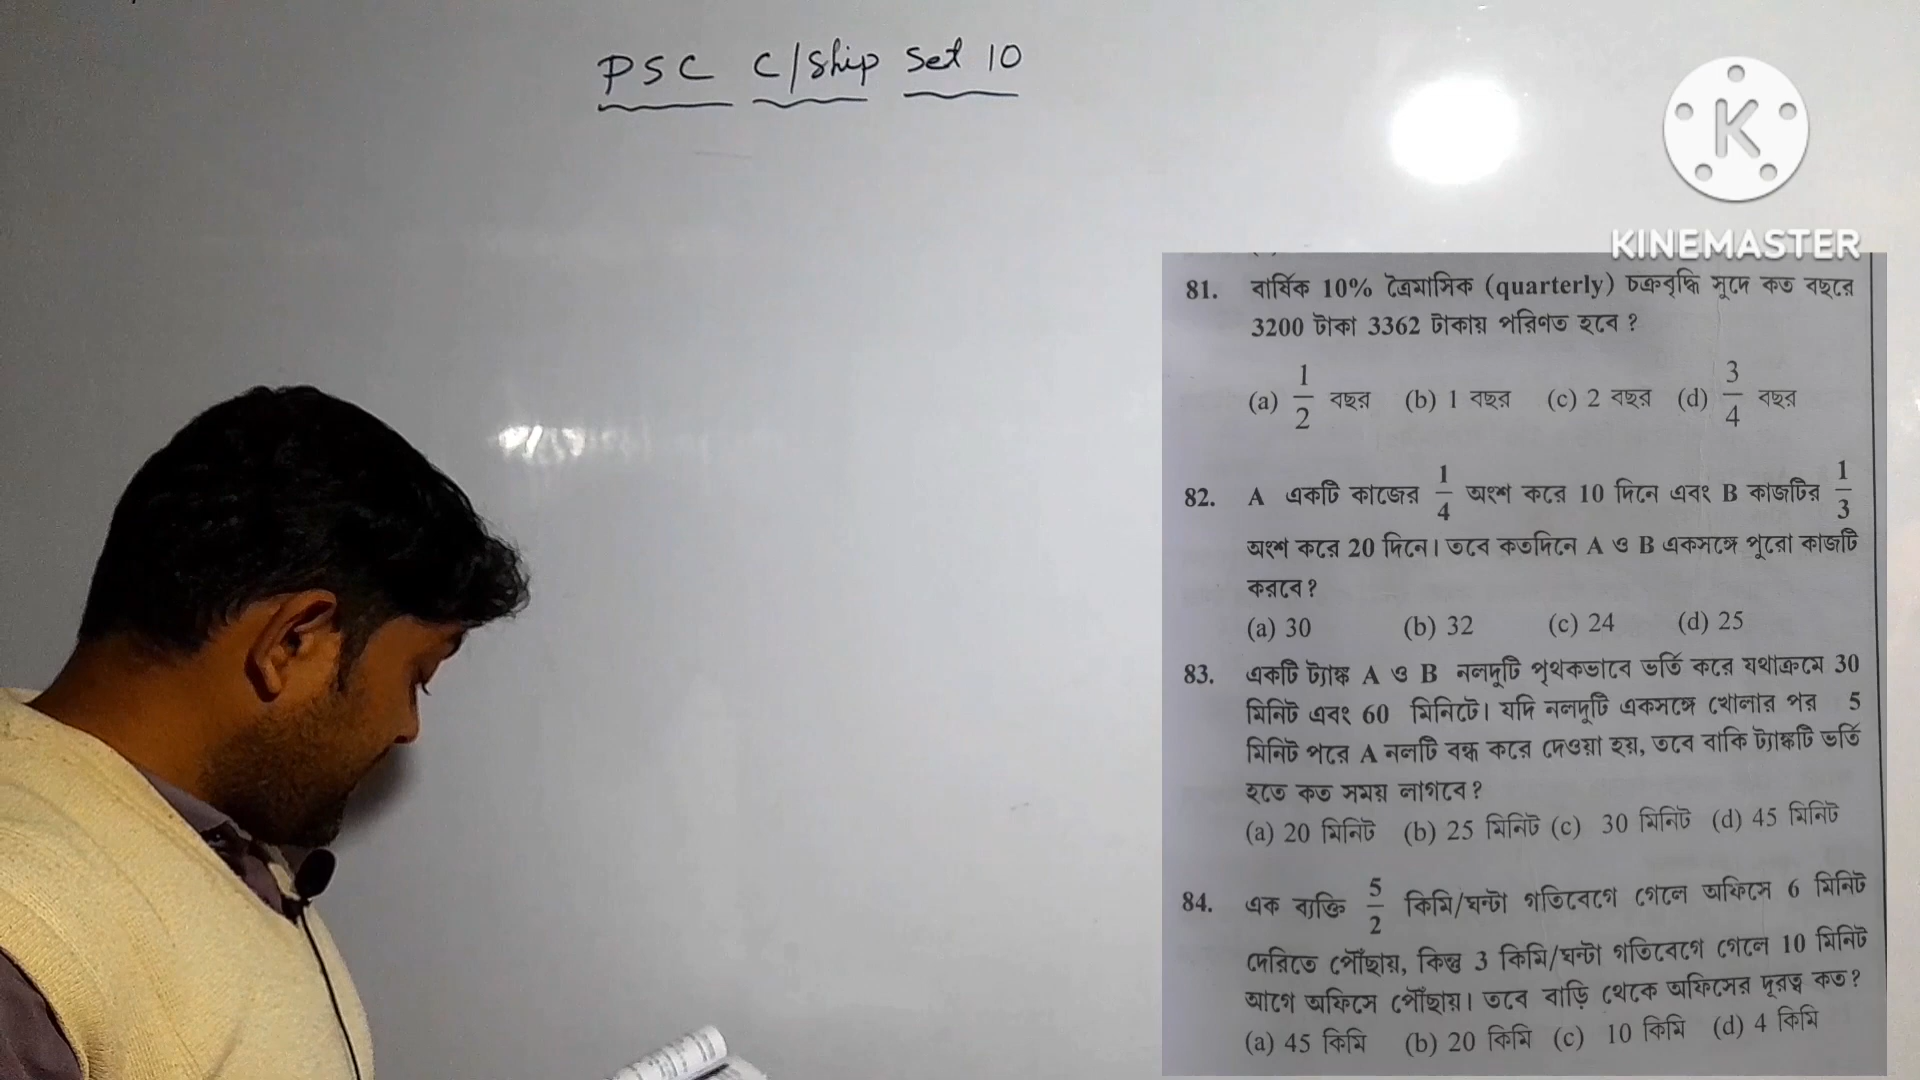 PSC C/Ship Set 10
K
KINEMASTER
81. বার্ষিক 10% ত্রৈমাসিক (quarterly) চক্রবৃদ্ধি সুদে কত বছরে
3200 টাকা 3362 টাকায় পরিণত হবে ?
(a) 1/2 বছর (b) 1 বছর (c) 2 বছর (d) 3/4 বছর
82. A একটি কাজের 1/4 অংশ করে 10 দিনে এবং B কাজটির 1/3
অংশ করে 20 দিনে। তবে কতদিনে A ও B একসঙ্গে পুরো কাজটি
করবে ?
(a) 30 (b) 32 (c) 24 (d) 25
83. একটি ট্যাঙ্ক A ও B নলদুটি পৃথকভাবে ভর্তি করে যথাক্রমে 30
মিনিট এবং 60 মিনিটে। যদি নলদুটি একসঙ্গে খোলার পর 5
মিনিট পরে A নলটি বন্ধ করে দেওয়া হয়, তবে বাকি ট্যাঙ্কটি ভর্তি
হতে কত সময় লাগবে ?
(a) 20 মিনিট (b) 25 মিনিট (c) 30 মিনিট (d) 45 মিনিট
84. এক ব্যক্তি 5/2 কিমি/ঘন্টা গতিবেগে গেলে অফিসে 6 মিনিট
দেরিতে পৌঁছায়, কিন্তু 3 কিমি/ঘন্টা গতিবেগে গেলে 10 মিনিট
আগে অফিসে পৌঁছায়। তবে বাড়ি থেকে অফিসের দূরত্ব কত ?
(a) 45 কিমি (b) 20 কিমি (c) 10 কিমি (d) 4 কিমি